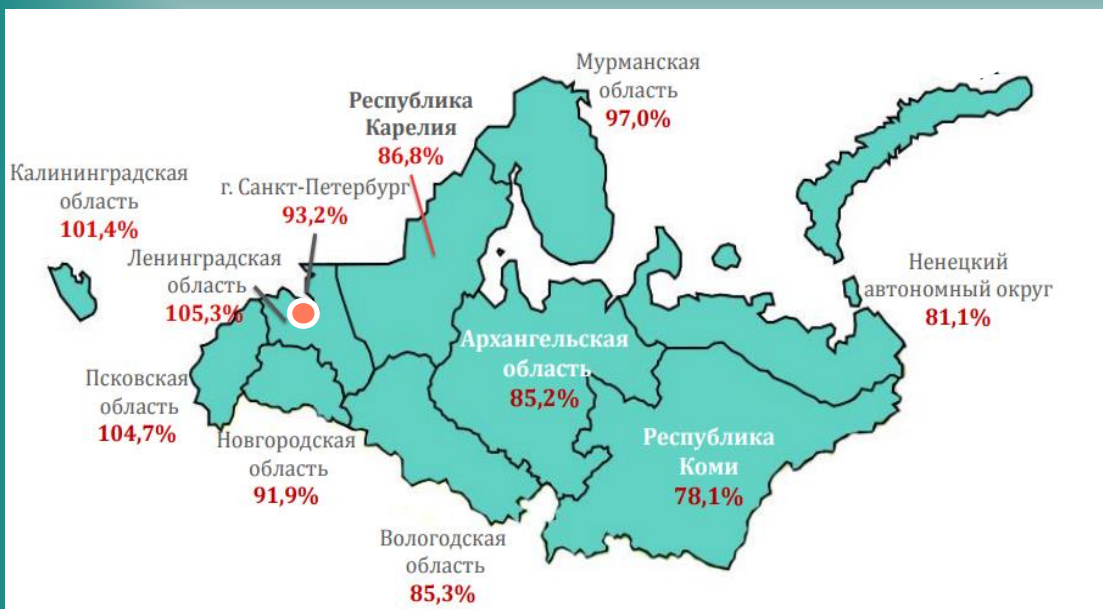 Мурманская
область
97,0%
Республика
Карелия
86,8%
Калининградская
область
101,4%
г. Санкт-Петербург
93,2%
Ленинградская
область
105,3%
Ненецкий
автономный округ
81,1%
Архангельская
область
85,2%
Псковская
область
104,7%
Новгородская
область
91,9%
Республика
Коми
78,1%
Вологодская
область
85,3%